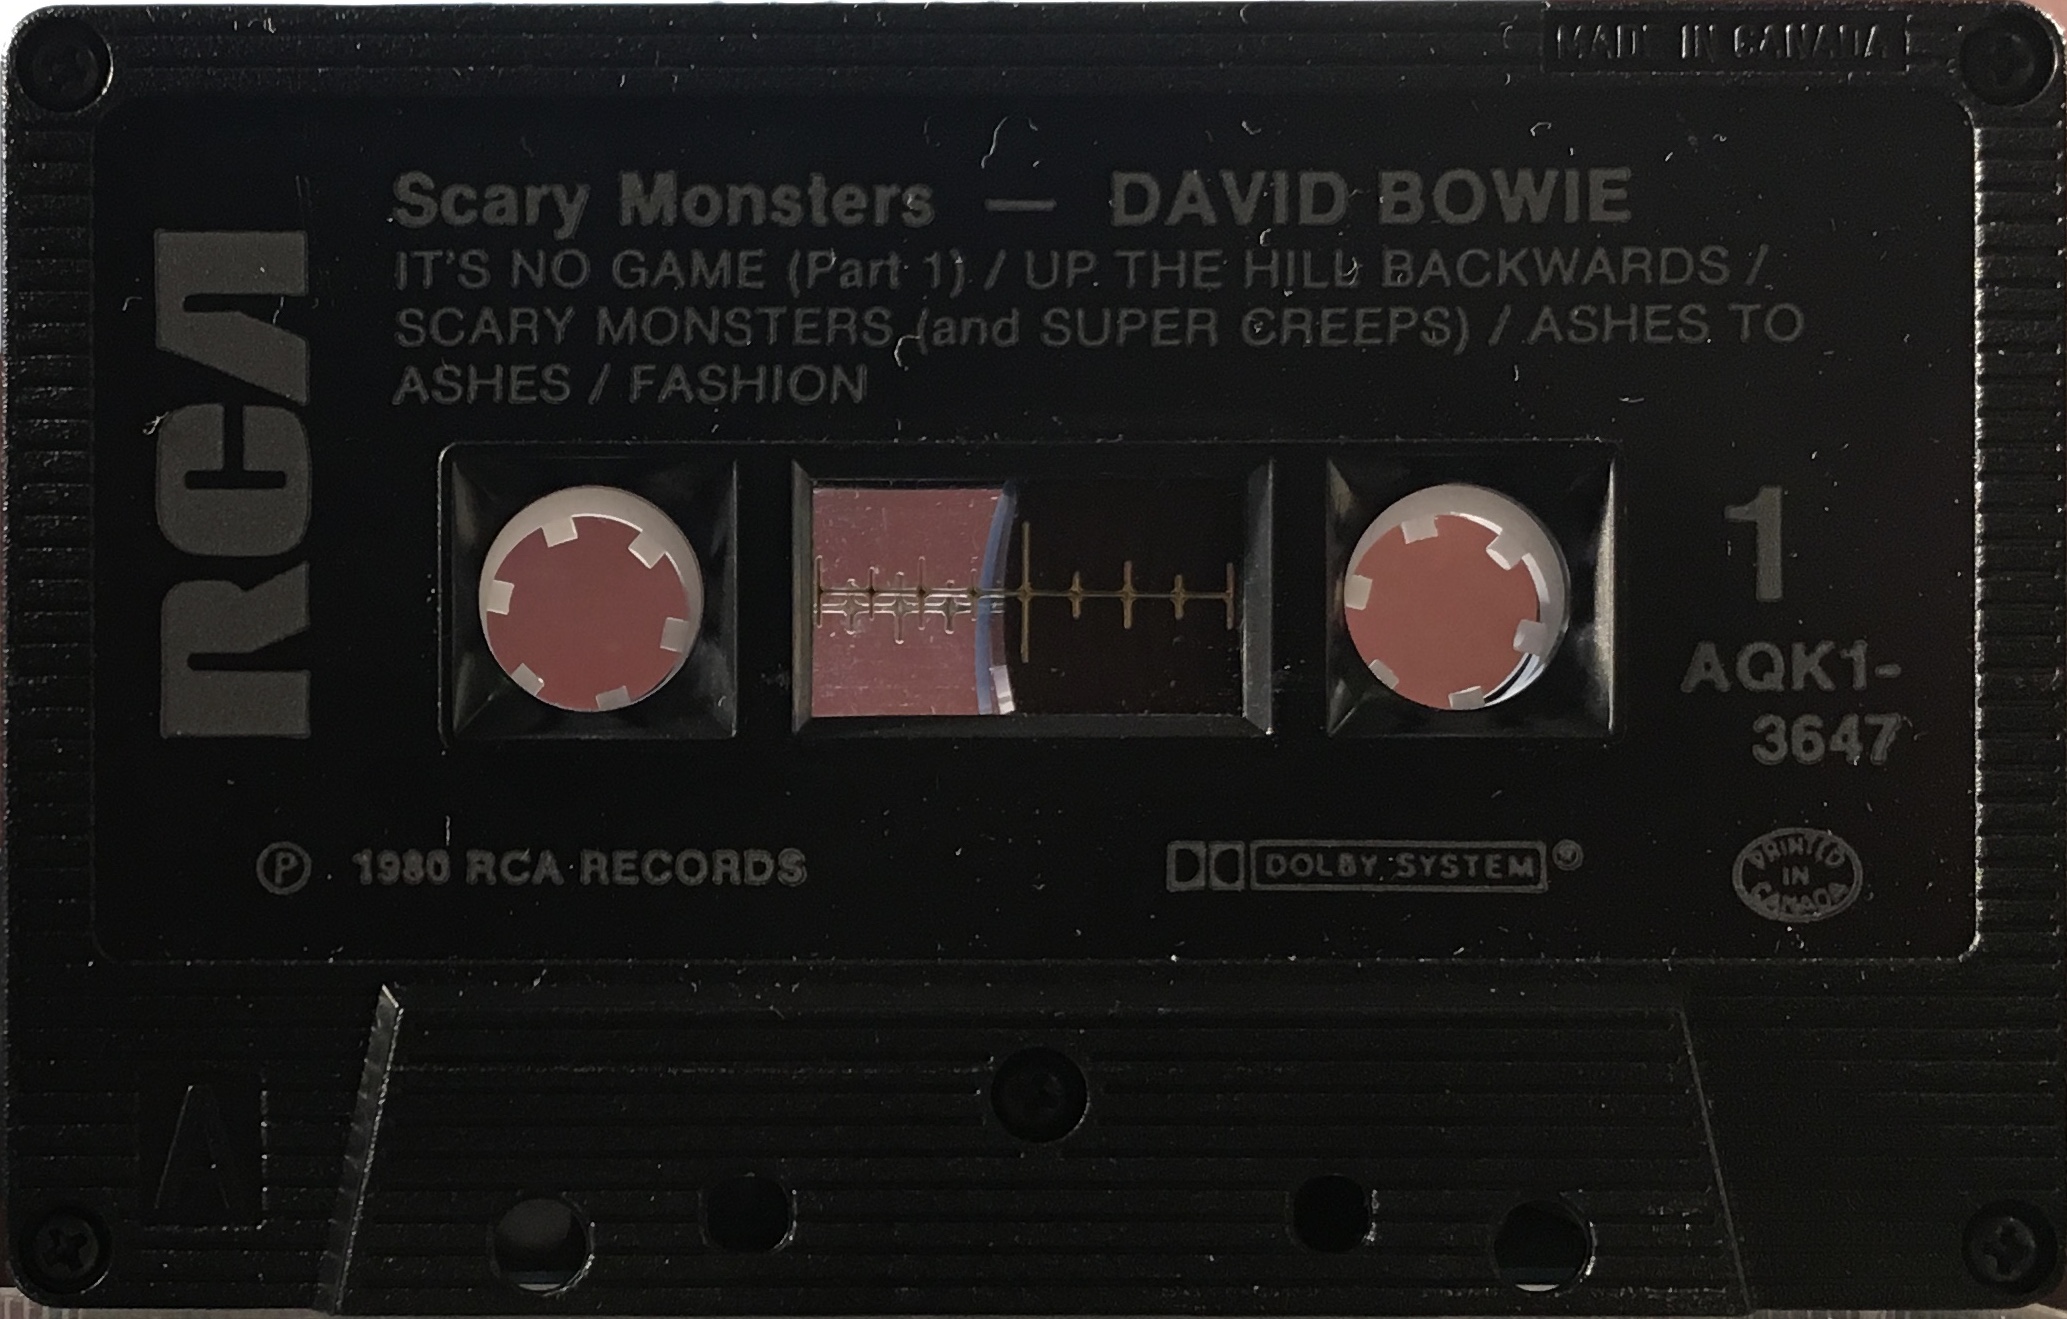 MADE IN CANADA
RCA
Scary Monsters — DAVID BOWIE
IT'S NO GAME (Part 1) / UP THE HILL BACKWARDS /
SCARY MONSTERS (and SUPER CREEPS) / ASHES TO
ASHES / FASHION
1
AQK1-
3647
Ⓟ 1980 RCA RECORDS
DOLBY SYSTEM®
PRINTED
IN
CANADA
A